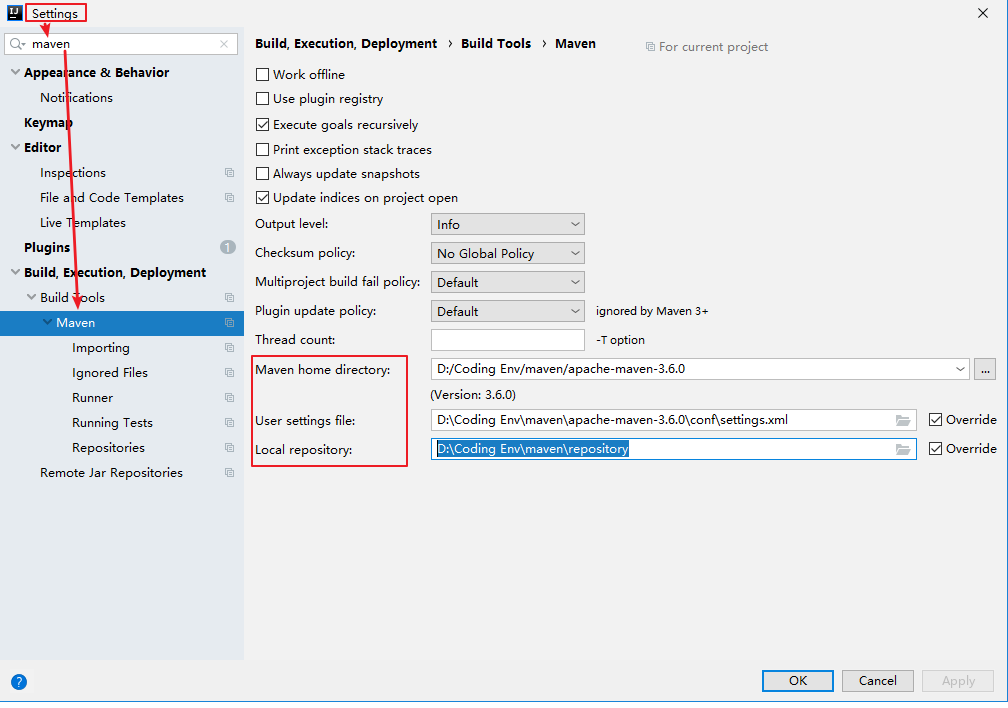 Settings
maven
Appearance & Behavior
Notifications
Keymap
Editor
Inspections
File and Code Templates
Live Templates
Plugins 1
Build, Execution, Deployment
Build Tools
Maven
Importing
Ignored Files
Runner
Running Tests
Repositories
Remote Jar Repositories
?
Build, Execution, Deployment › Build Tools › Maven For current project
Work offline
Use plugin registry
Execute goals recursively
Print exception stack traces
Always update snapshots
Update indices on project open
Output level: Info
Checksum policy: No Global Policy
Multiproject build fail policy: Default
Plugin update policy: Default ignored by Maven 3+
Thread count: -T option
Maven home directory: D:/Coding Env/maven/apache-maven-3.6.0 ...
(Version: 3.6.0)
User settings file: D:\Coding Env\maven\apache-maven-3.6.0\conf\settings.xml Override
Local repository: D:\Coding Env\maven\repository Override
OK Cancel Apply